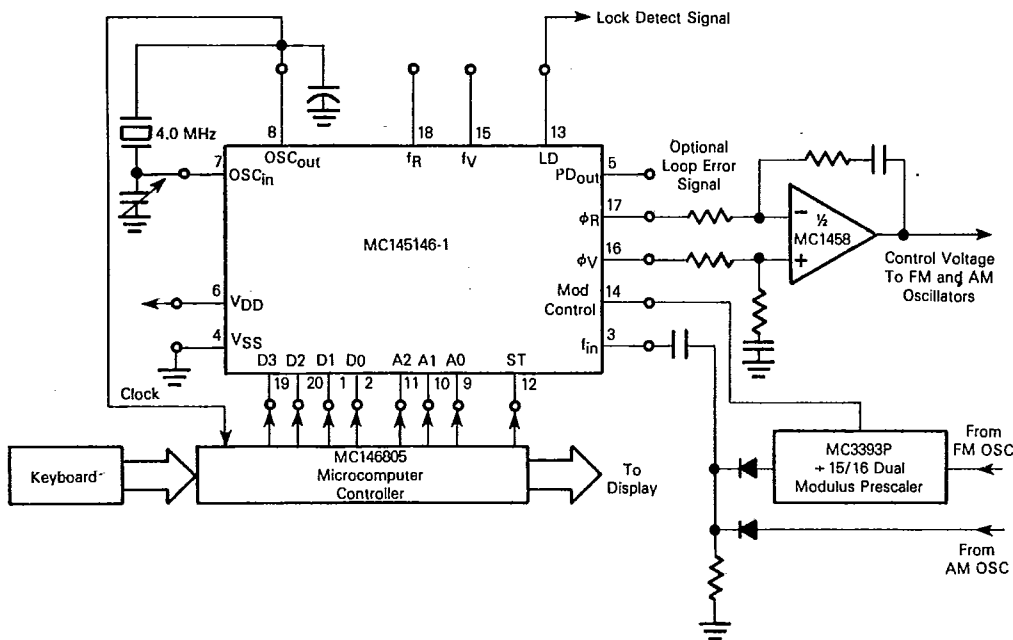 Lock Detect Signal
4.0 MHz
8
18
15
13
OSCout
fR
fV
LD
7
OSCin
5
PDout
Optional
Loop Error
Signal
17
ϕR
16
ϕV
MC145146-1
−
½
MC1458
+
Control Voltage
To FM and AM
Oscillators
6
VDD
4
VSS
Mod
Control
14
3
fin
D3 D2 D1 D0 A2 A1 A0 ST
19 20 1 2 11 10 9 12
Clock
Keyboard
MC146805
Microcomputer
Controller
To
Display
MC3393P
÷ 15/16 Dual
Modulus Prescaler
From
FM OSC
From
AM OSC